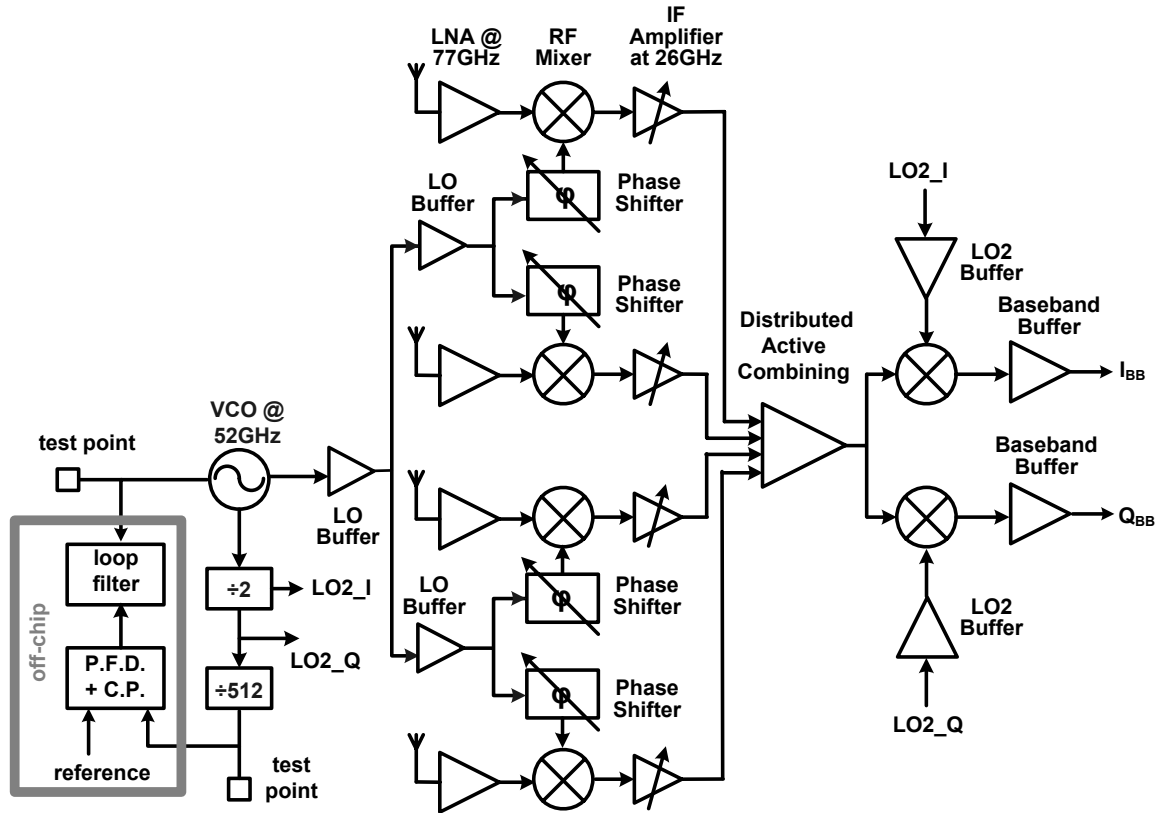 LNA @
77GHz
RF
Mixer
IF
Amplifier
at 26GHz
φ
Phase
Shifter
LO
Buffer
φ
Phase
Shifter
LO2_I
LO2
Buffer
Baseband
Buffer
I_BB
Distributed
Active
Combining
VCO @
52GHz
test point
LO
Buffer
Baseband
Buffer
Q_BB
off-chip
loop
filter
÷2
LO2_I
LO2_Q
P.F.D.
+ C.P.
÷512
reference
test
point
LO
Buffer
φ
Phase
Shifter
φ
Phase
Shifter
LO2
Buffer
LO2_Q